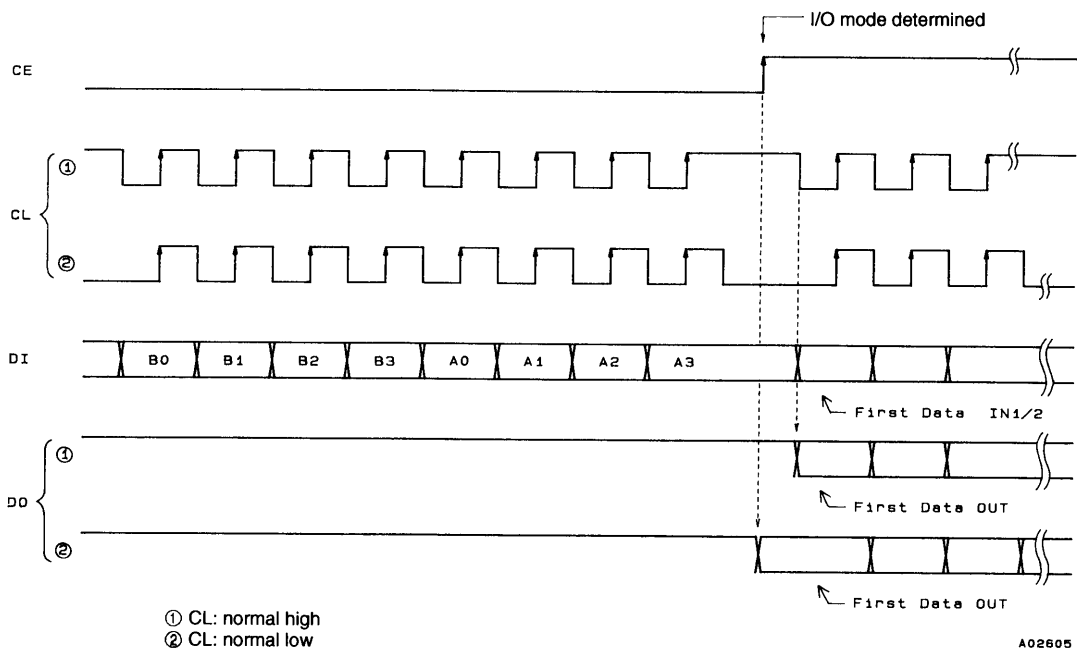 I/O mode determined
CE
CL
①
②
DI
B0 B1 B2 B3 A0 A1 A2 A3
First Data IN1/2
DO
①
First Data OUT
②
First Data OUT
① CL: normal high
② CL: normal low
A02605